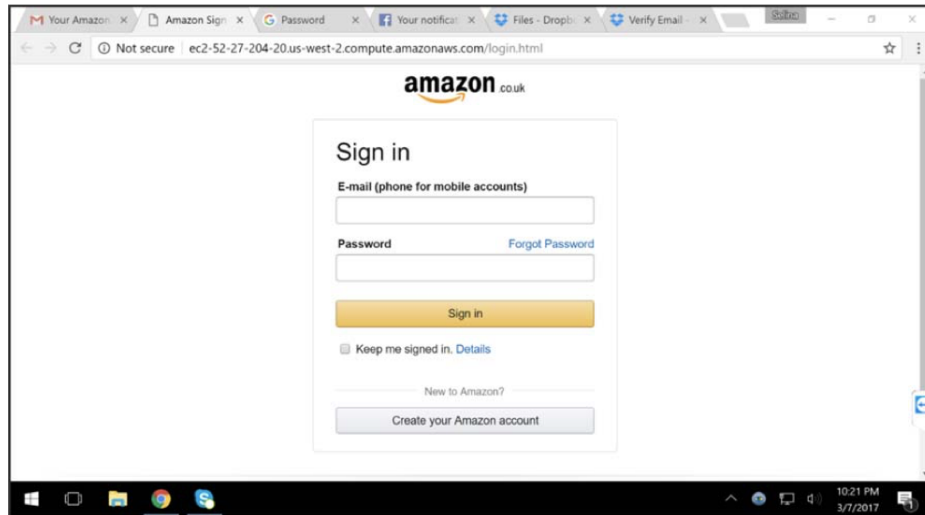 Your Amazon
Amazon Sign
Password
Your notificat
Files - Dropb
Verify Email -
Selina
Not secure
ec2-52-27-204-20.us-west-2.compute.amazonaws.com/login.html
amazon.co.uk
Sign in
E-mail (phone for mobile accounts)
Password Forgot Password
Sign in
Keep me signed in. Details
New to Amazon?
Create your Amazon account
10:21 PM
3/7/2017